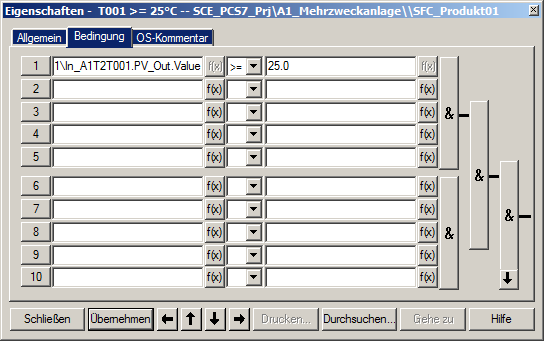 Eigenschaften - T001 >= 25°C -- SCE_PCS7_Prj\A1_Mehrzweckanlage\\SFC_Produkt01
Allgemein Bedingung OS-Kommentar
1 1\In_A1T2T001.PV_Out.Value f(x) >= 25.0 f(x)
2 f(x) f(x)
3 f(x) f(x)
4 f(x) f(x)
5 f(x) f(x)
6 f(x) f(x)
7 f(x) f(x)
8 f(x) f(x)
9 f(x) f(x)
10 f(x) f(x)
&
&
&
&
Schließen Übernehmen Drucken... Durchsuchen... Gehe zu Hilfe